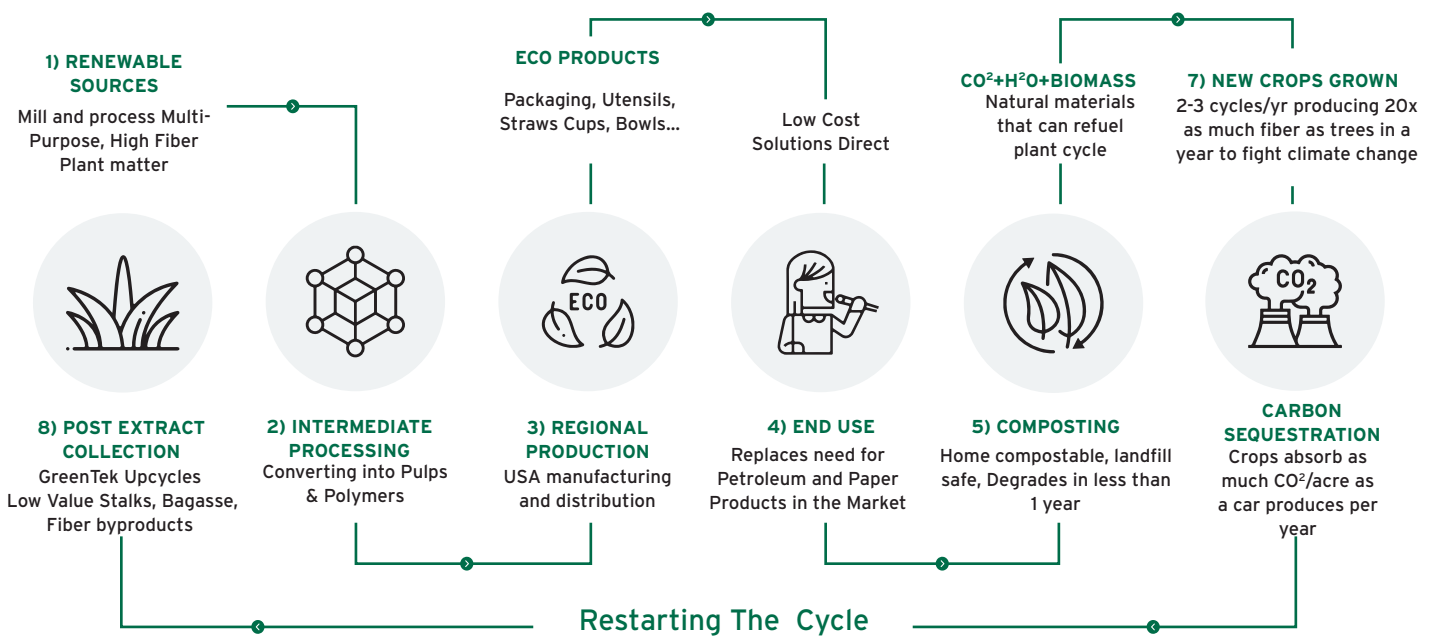 1) RENEWABLE
SOURCES
Mill and process Multi-
Purpose, High Fiber
Plant matter
ECO PRODUCTS
Packaging, Utensils,
Straws Cups, Bowls...
Low Cost
Solutions Direct
CO²+H²O+BIOMASS
Natural materials
that can refuel
plant cycle
7) NEW CROPS GROWN
2-3 cycles/yr producing 20x
as much fiber as trees in a
year to fight climate change
ECO
CO₂
8) POST EXTRACT
COLLECTION
GreenTek Upcycles
Low Value Stalks, Bagasse,
Fiber byproducts
2) INTERMEDIATE
PROCESSING
Converting into Pulps
& Polymers
3) REGIONAL
PRODUCTION
USA manufacturing
and distribution
4) END USE
Replaces need for
Petroleum and Paper
Products in the Market
5) COMPOSTING
Home compostable, landfill
safe, Degrades in less than
1 year
CARBON
SEQUESTRATION
Crops absorb as
much CO²/acre as
a car produces per
year
Restarting The Cycle